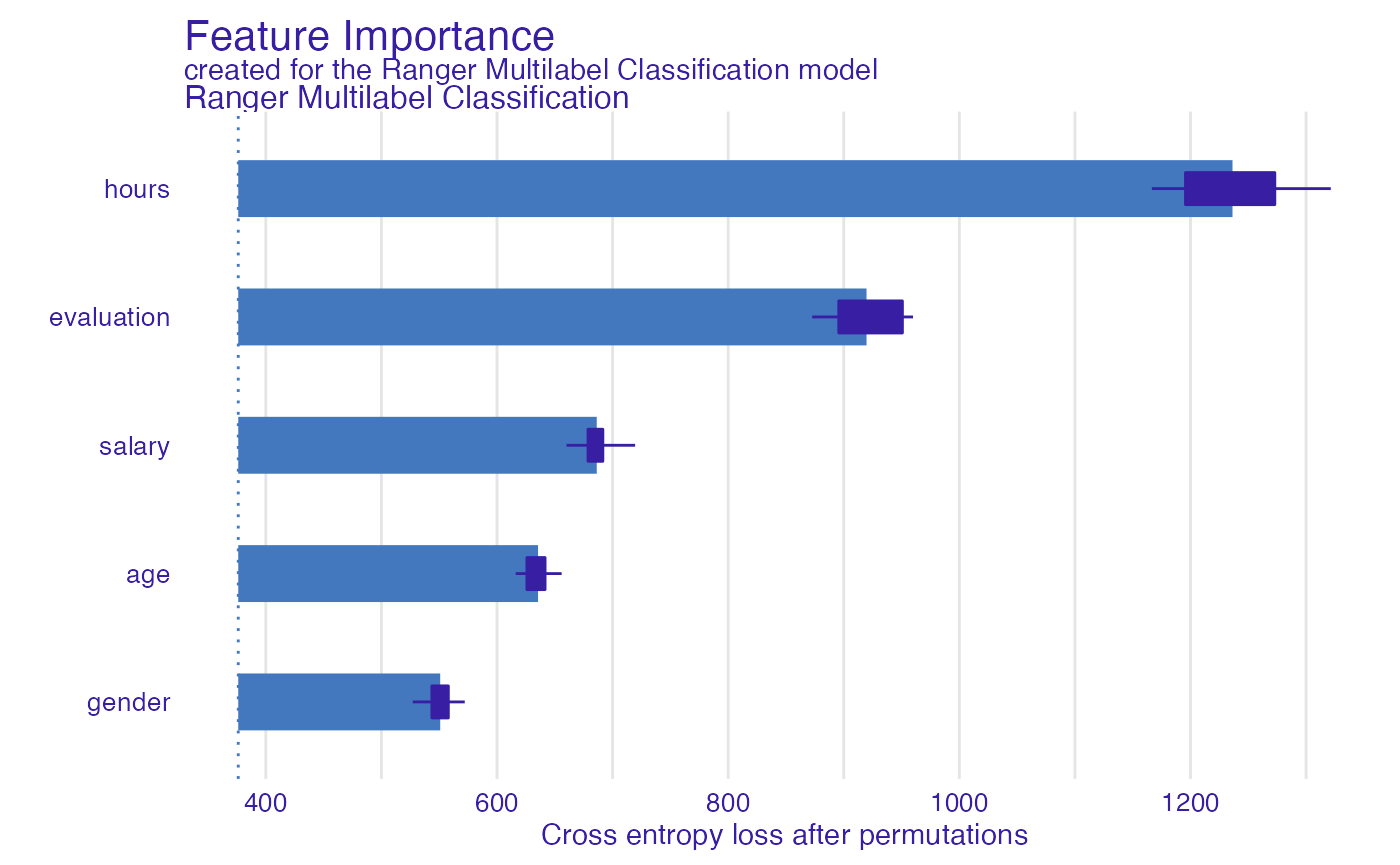 Feature Importance
created for the Ranger Multilabel Classification model
Ranger Multilabel Classification
hours
evaluation
salary
age
gender
400 600 800 1000 1200
Cross entropy loss after permutations